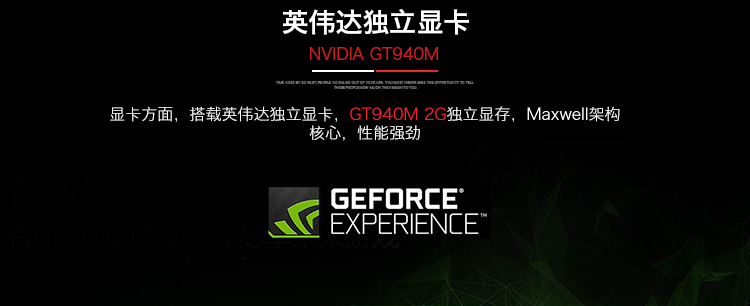 英伟达独立显卡
NVIDIA GT940M
显卡方面，搭载英伟达独立显卡，GT940M 2G独立显存，Maxwell架构
核心，性能强劲
GEFORCE®
EXPERIENCE™